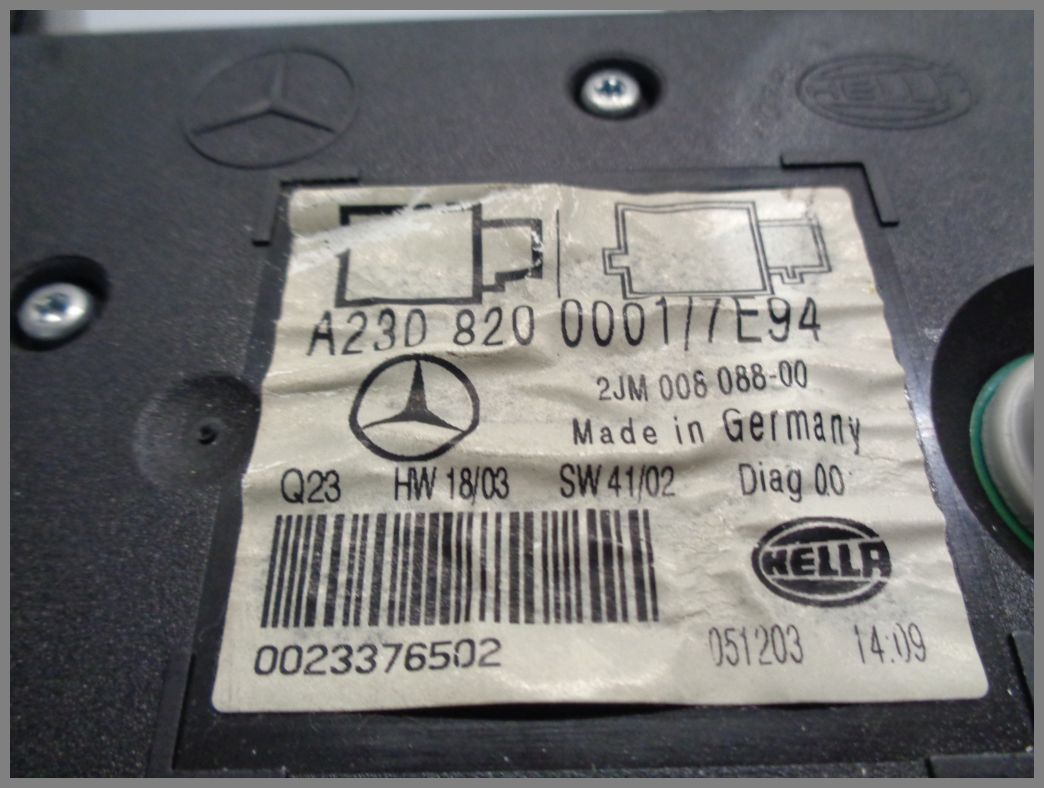 HELLA
A230 820 0001//7E94
2JM 008 088-00
Made in Germany
Q23 HW 18/03 SW 41/02 Diag 00
HELLA
0023376502 051203 14:09